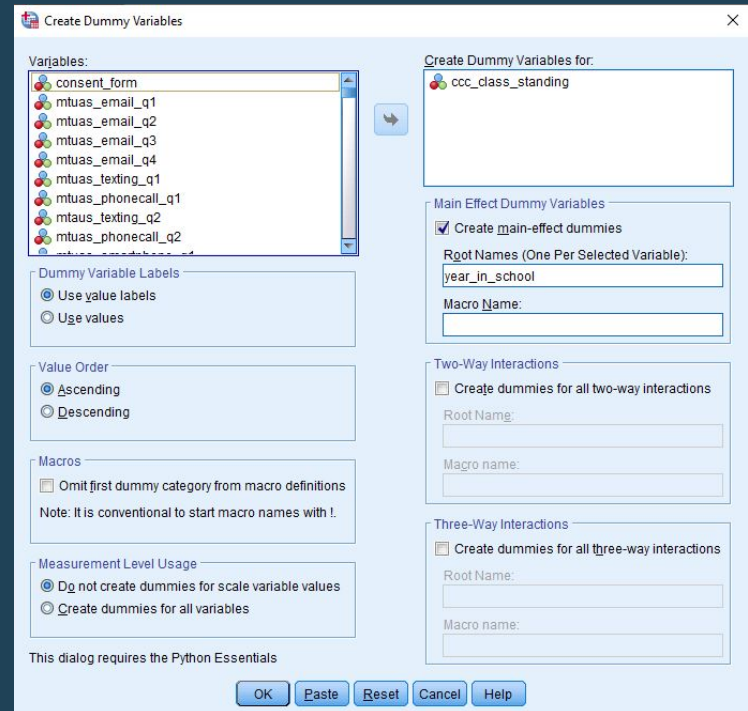 Create Dummy Variables
Variables:
consent_form
mtuas_email_q1
mtuas_email_q2
mtuas_email_q3
mtuas_email_q4
mtuas_texting_q1
mtuas_phonecall_q1
mtaus_texting_q2
mtuas_phonecall_q2
Dummy Variable Labels
Use value labels
Use values
Value Order
Ascending
Descending
Macros
Omit first dummy category from macro definitions
Note: It is conventional to start macro names with !.
Measurement Level Usage
Do not create dummies for scale variable values
Create dummies for all variables
This dialog requires the Python Essentials
Create Dummy Variables for:
ccc_class_standing
Main Effect Dummy Variables
Create main-effect dummies
Root Names (One Per Selected Variable):
year_in_school
Macro Name:
Two-Way Interactions
Create dummies for all two-way interactions
Root Name:
Macro name:
Three-Way Interactions
Create dummies for all three-way interactions
Root Name:
Macro name:
OK Paste Reset Cancel Help